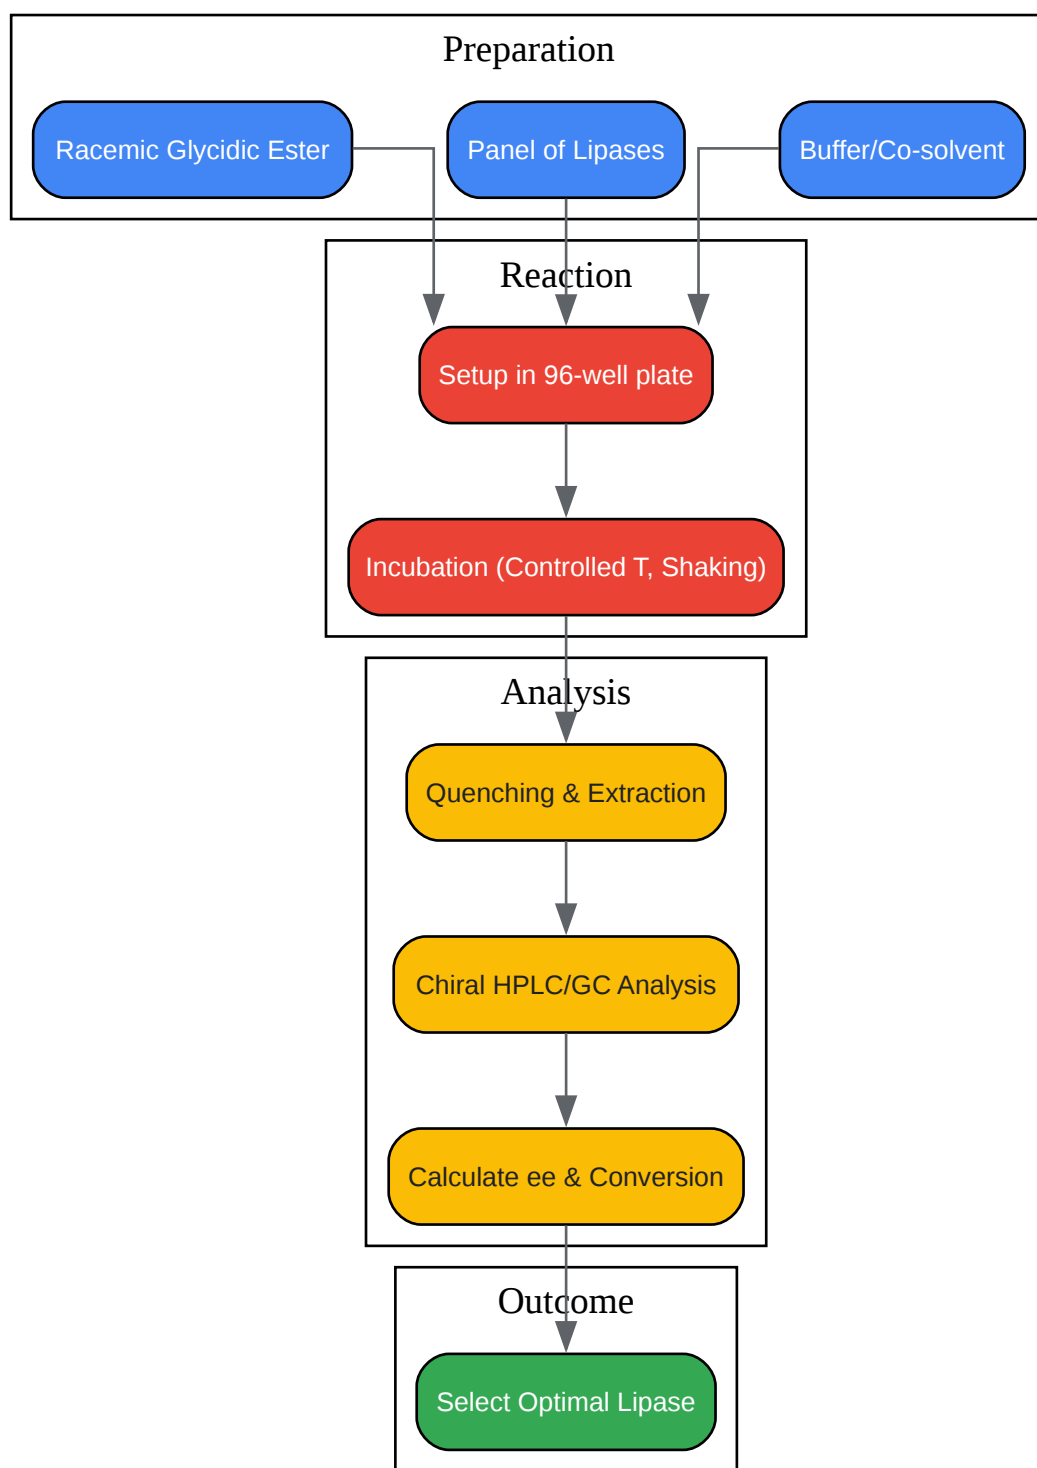 Preparation
Racemic Glycidic Ester
Panel of Lipases
Buffer/Co-solvent
Reaction
Setup in 96-well plate
Incubation (Controlled T, Shaking)
Analysis
Quenching & Extraction
Chiral HPLC/GC Analysis
Calculate ee & Conversion
Outcome
Select Optimal Lipase